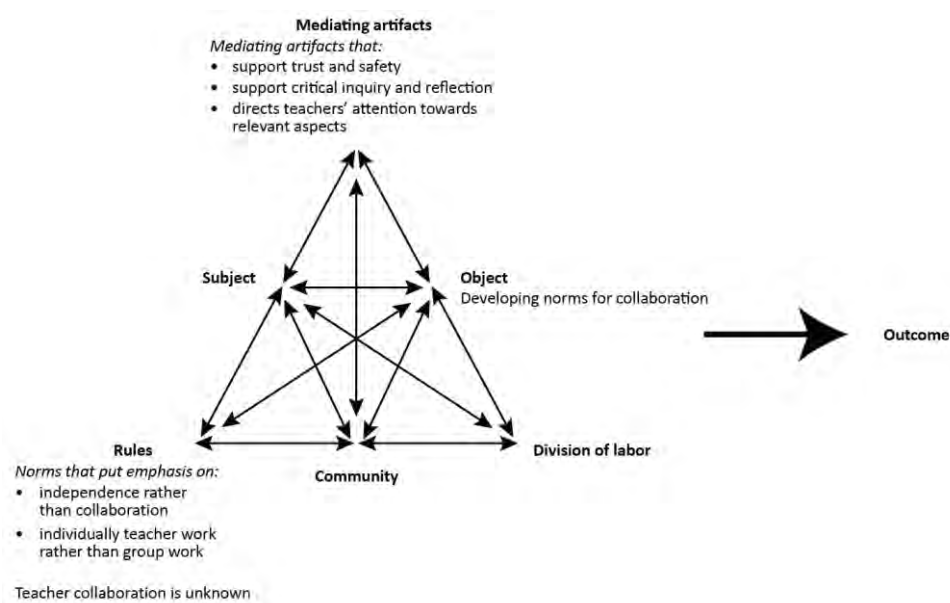 Mediating artifacts
Mediating artifacts that:
• support trust and safety
• support critical inquiry and reflection
• directs teachers' attention towards
relevant aspects
Subject
Object
Developing norms for collaboration
Outcome
Rules
Norms that put emphasis on:
• independence rather
than collaboration
• individually teacher work
rather than group work
Teacher collaboration is unknown
Community
Division of labor